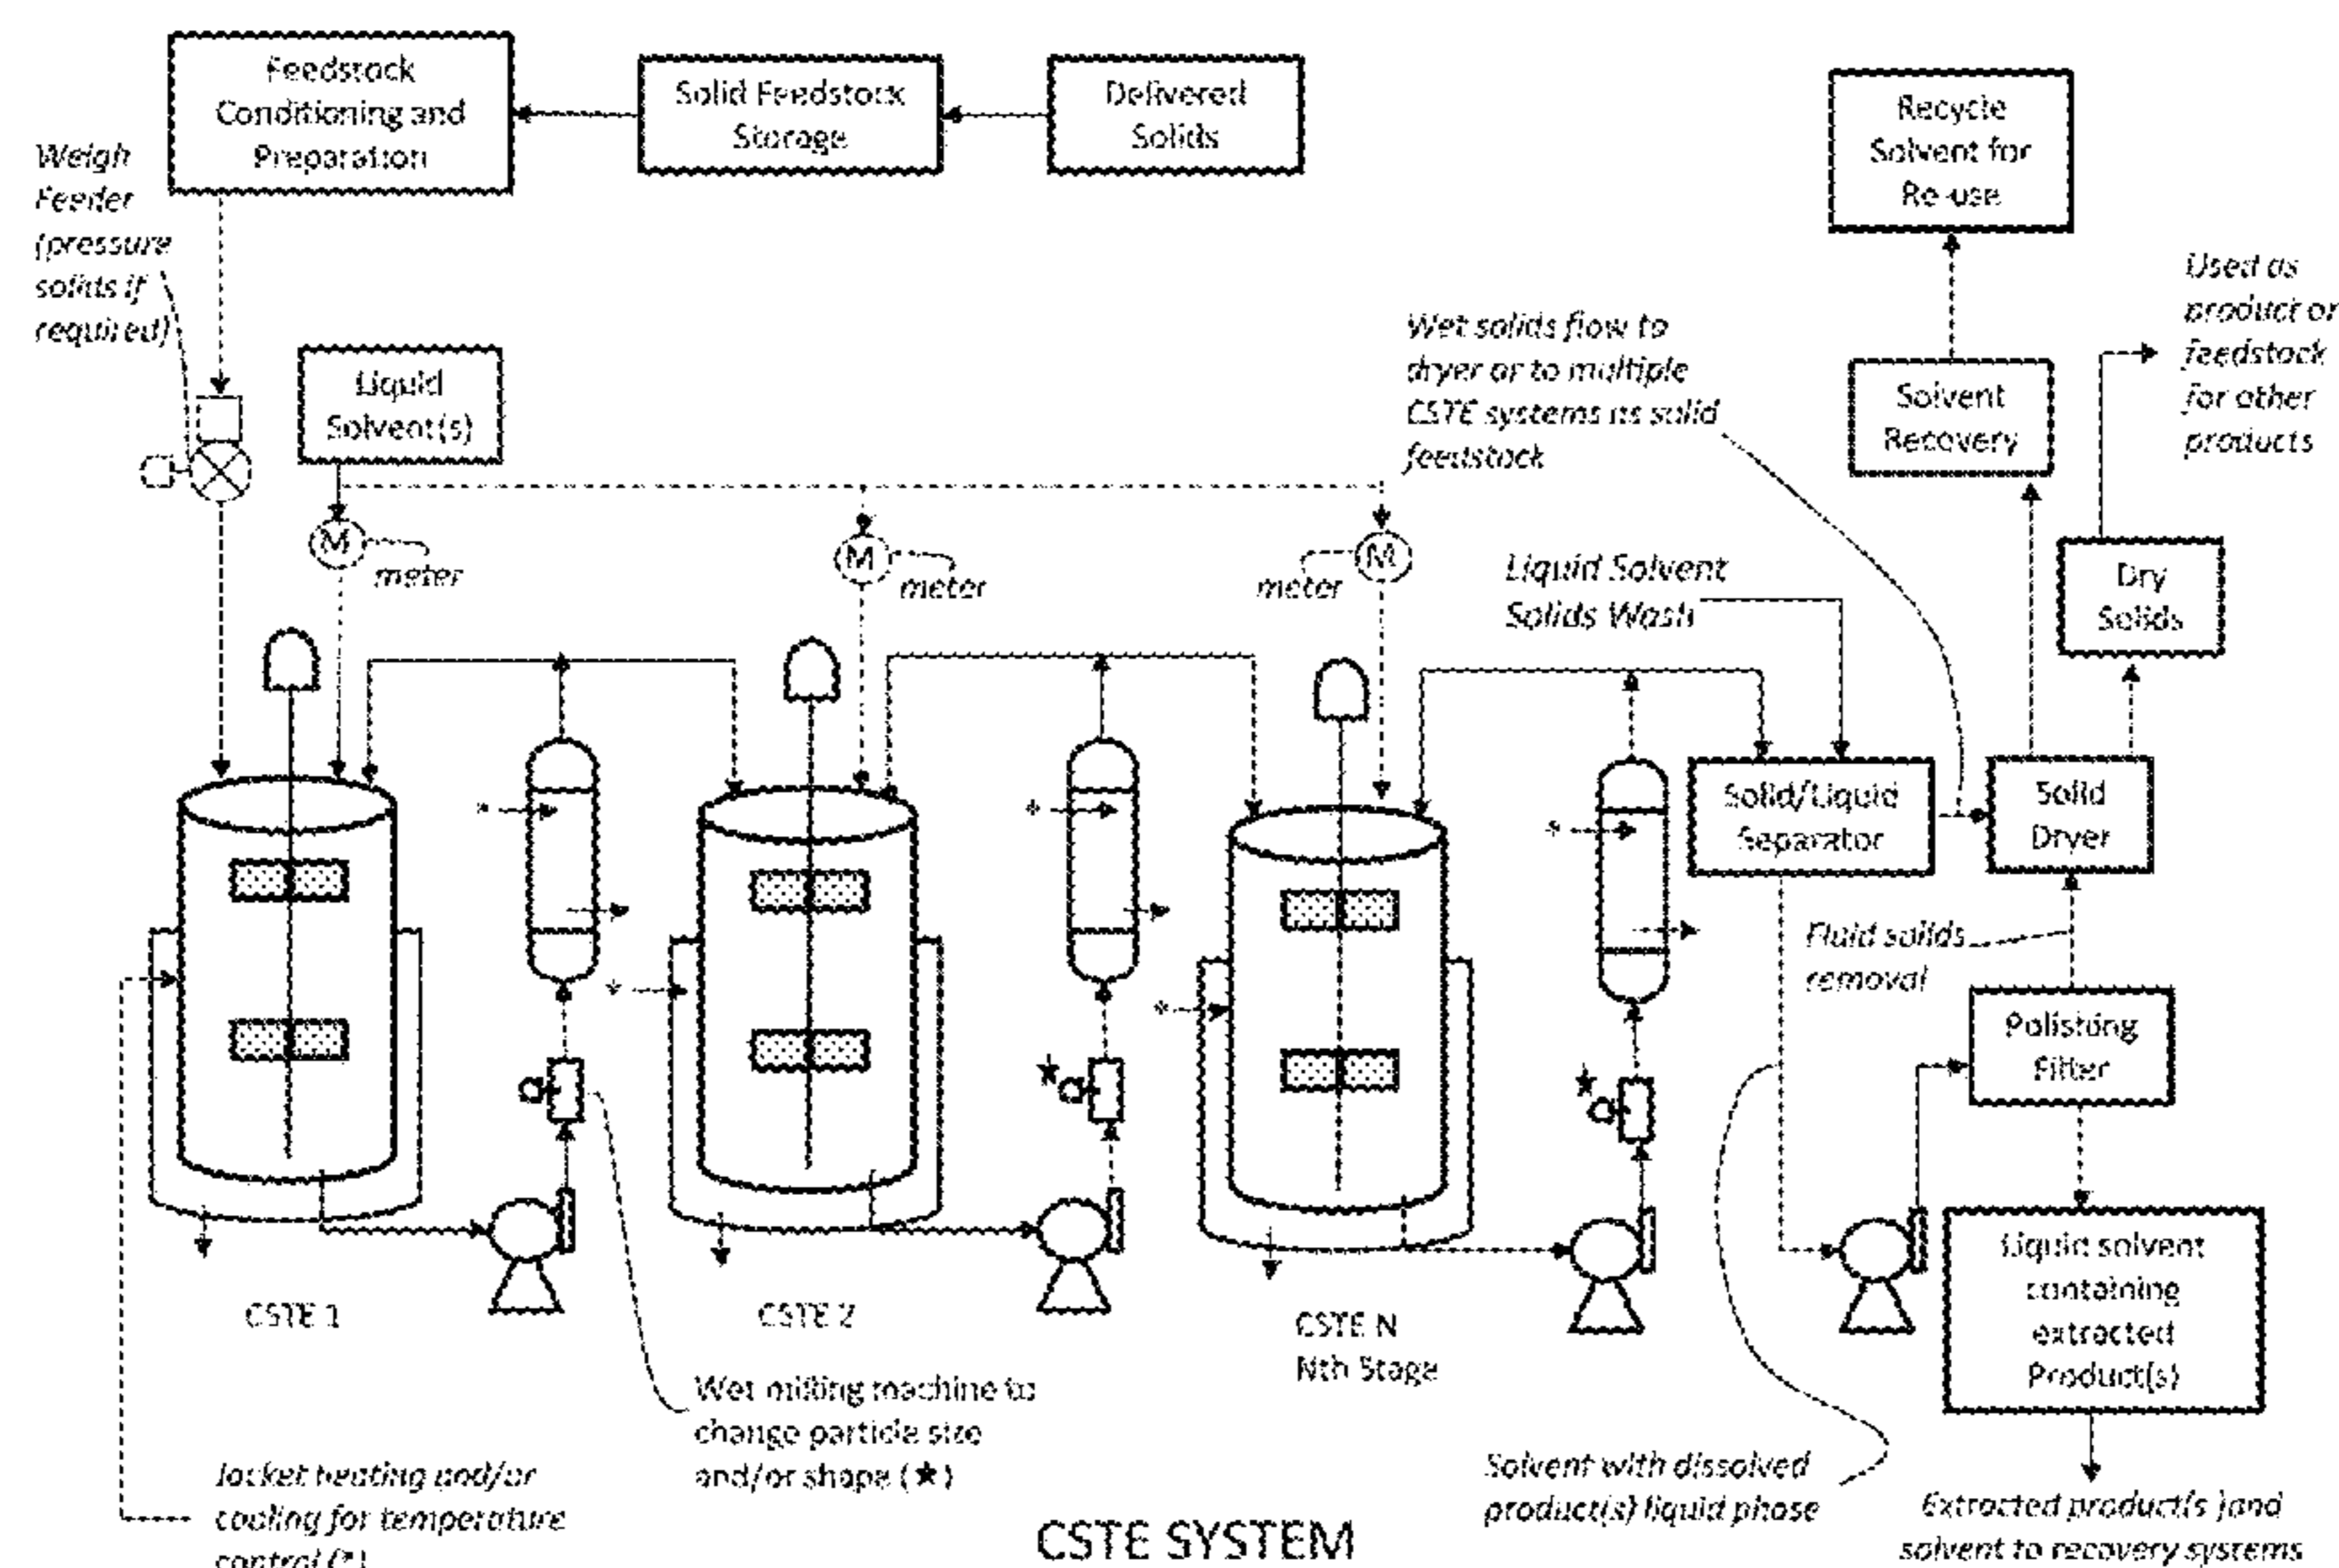 Feedstock
Conditioning and
Preparation
Solid Feedstock
Storage
Delivered
Solids
Recycle
Solvent for
Re-use
Weigh
Feeder
(pressure
solids if
required)
Liquid
Solvent(s)
Wet solids flow to
dryer or to multiple
CSTE systems as solid
feedstock
Solvent
Recovery
Used as
product or
feedstock
for other
products
M
meter
M
meter
meter
M
Liquid Solvent
Solids Wash
Dry
Solids
*
*
*
Solid/Liquid
Separator
Solid
Dryer
*
*
Fluid solids
removal
Polishing
Filter
★
★
Liquid solvent
containing
extracted
Product(s)
CSTE 1
CSTE 2
CSTE N
Nth Stage
Wet milling machine to
change particle size
and/or shape (★)
Jacket heating and/or
cooling for temperature
control (*)
Solvent with dissolved
product(s) liquid phase
Extracted product(s )and
solvent to recovery systems
CSTE SYSTEM